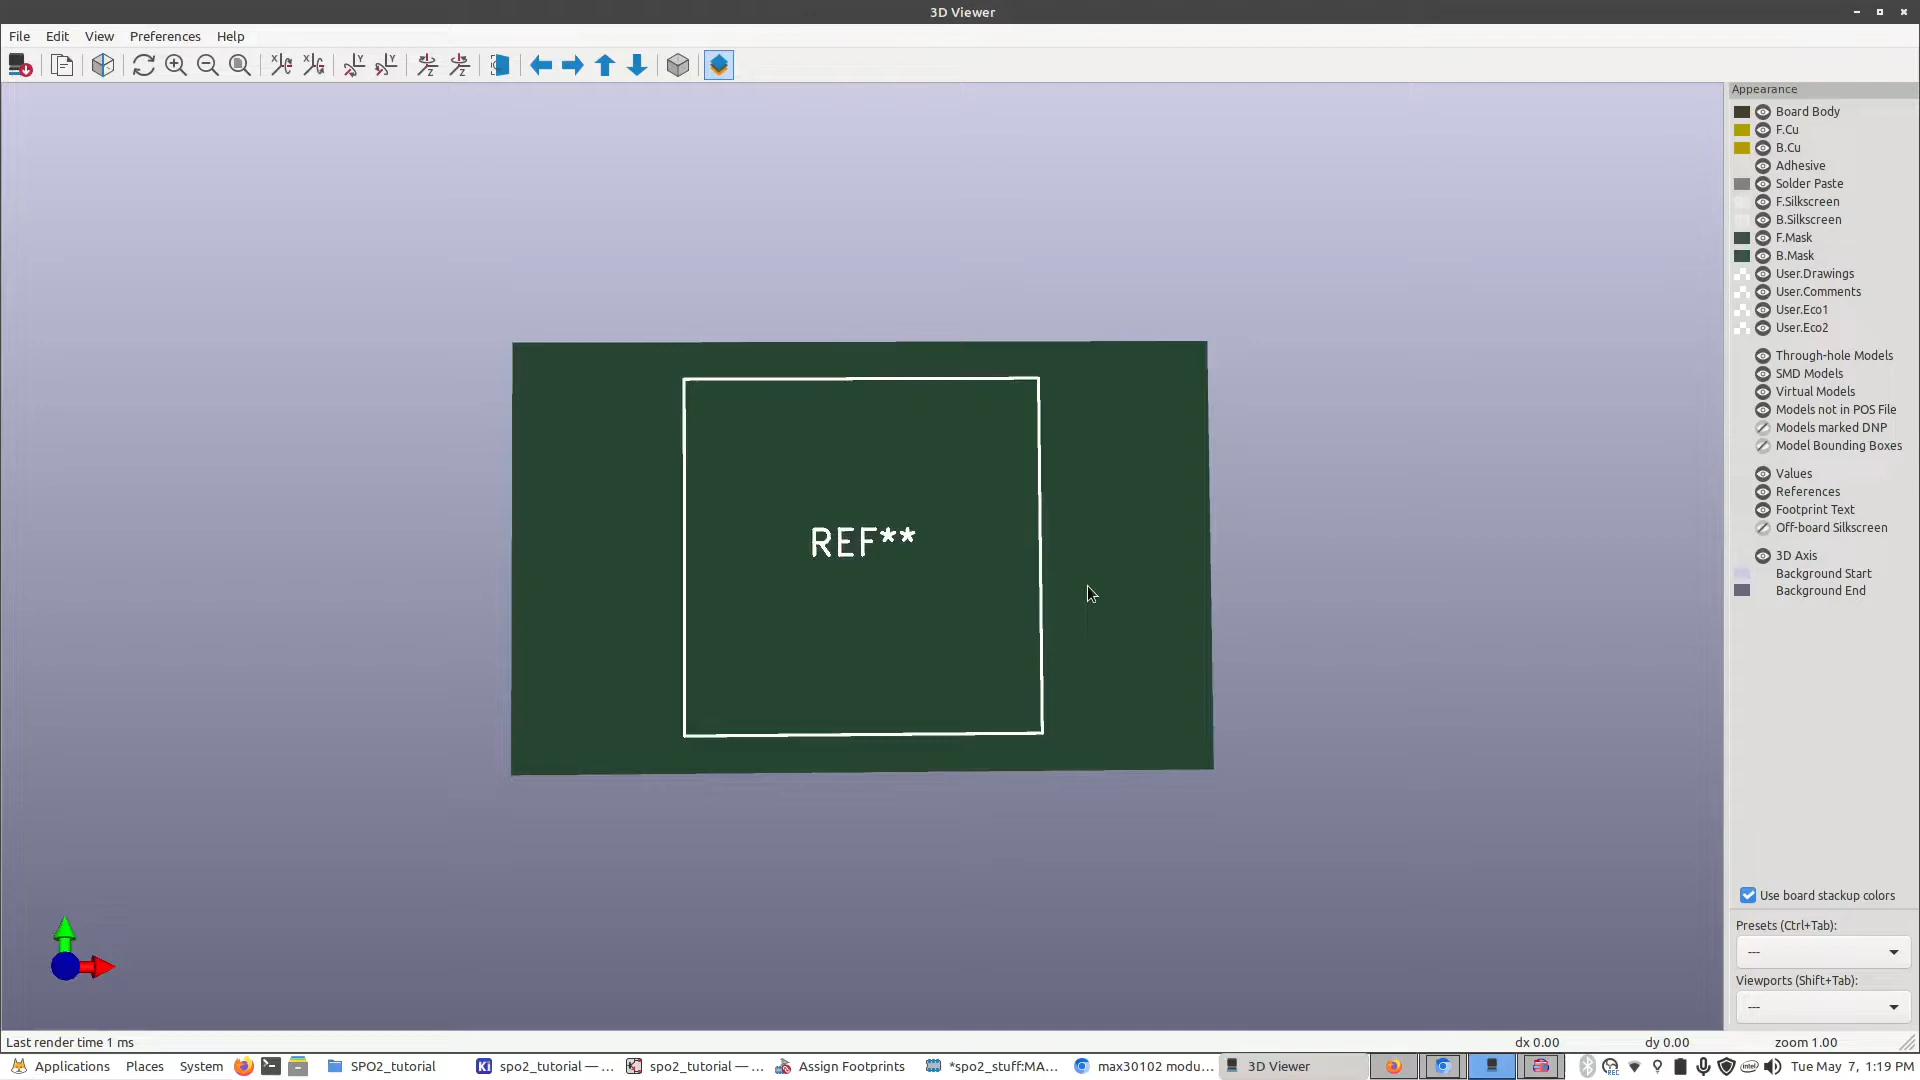 3D Viewer
File Edit View Preferences Help
Appearance
Board Body
F.Cu
B.Cu
Adhesive
Solder Paste
F.Silkscreen
B.Silkscreen
F.Mask
B.Mask
User.Drawings
User.Comments
User.Eco1
User.Eco2
Through-hole Models
SMD Models
Virtual Models
Models not in POS File
Models marked DNP
Model Bounding Boxes
Values
References
Footprint Text
Off-board Silkscreen
3D Axis
Background Start
Background End
REF**
Use board stackup colors
Presets (Ctrl+Tab):
---
Viewports (Shift+Tab):
---
Last render time 1 ms dx 0.00 dy 0.00 zoom 1.00
Applications Places System SPO2_tutorial spo2_tutorial — ... spo2_tutorial — ... Assign Footprints *spo2_stuff:MA... max30102 modu... 3D Viewer Tue May 7, 1:19 PM